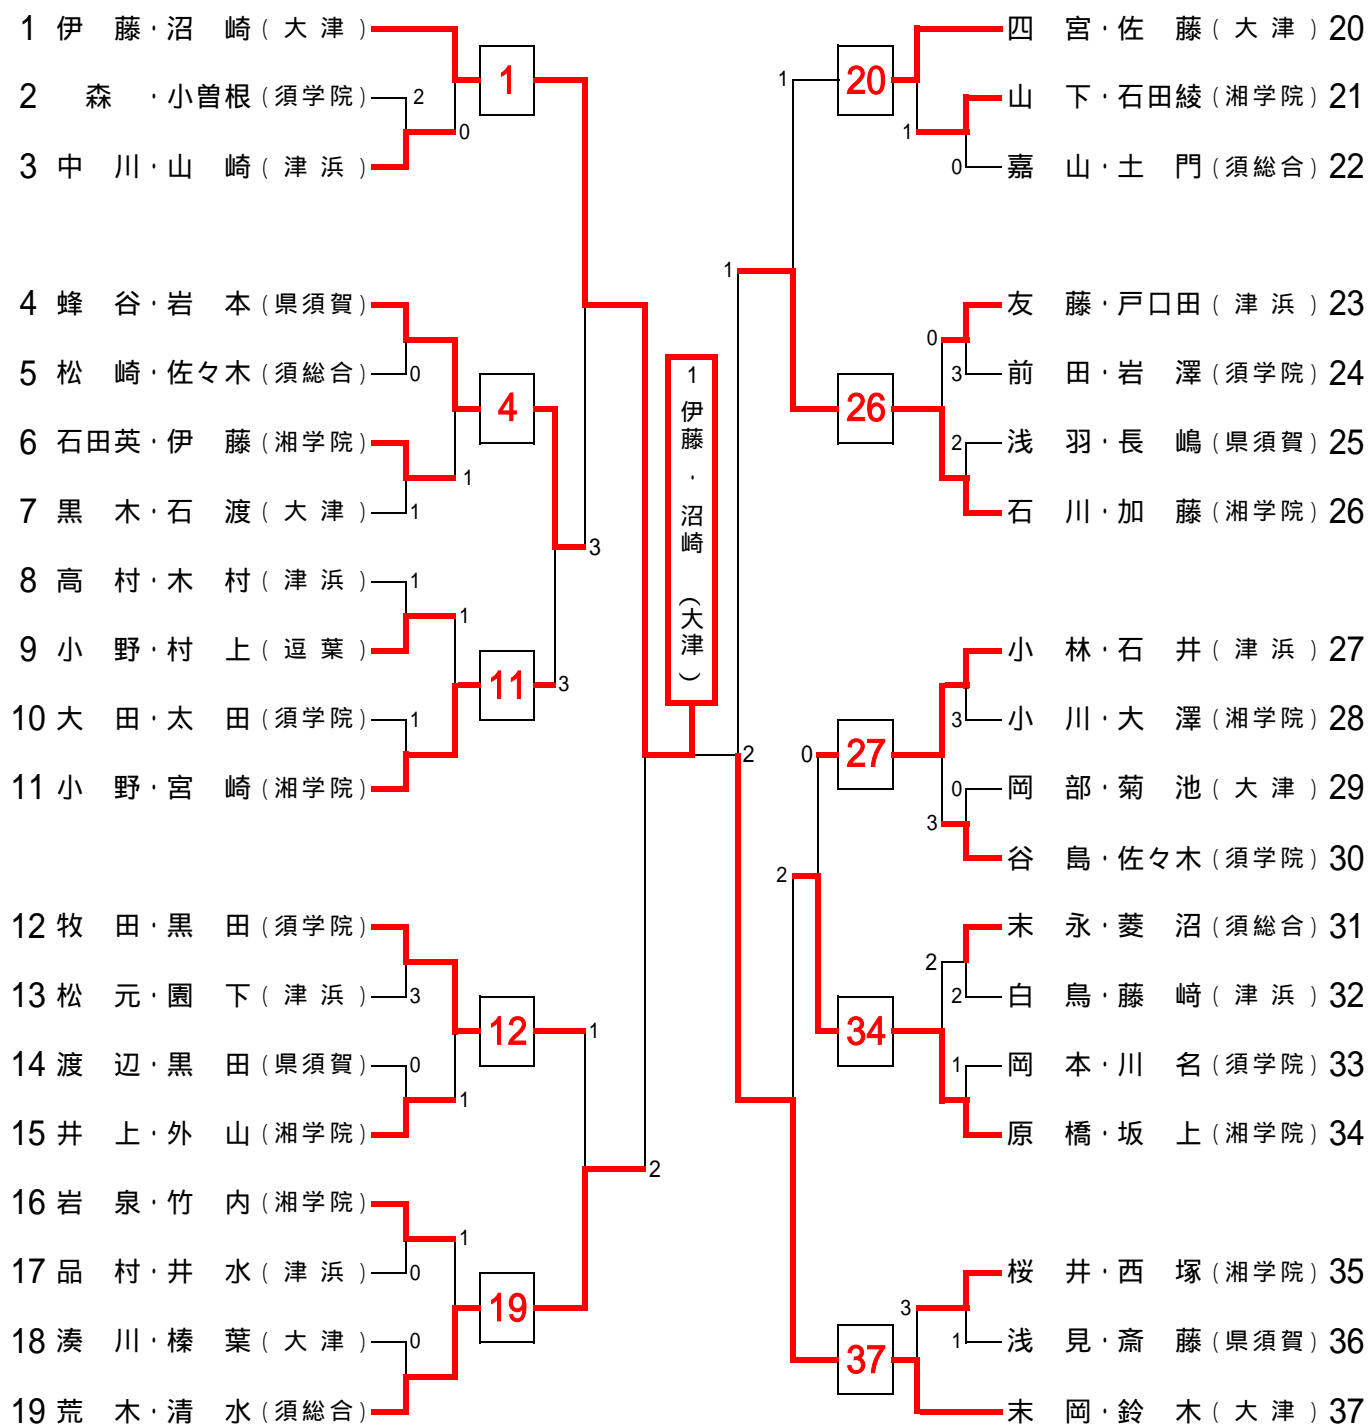 1 伊 藤・沼 崎 ( 大 津 )
2 森 ・小曽根 (須学院) 2
0
3 中 川・山 崎 ( 津 浜 )
1
4 蜂 谷・岩 本 (県須賀)
5 松 崎・佐々木 (須総合) 0
4
6 石田英・伊 藤 (湘学院)
1
7 黒 木・石 渡 ( 大 津 ) 1
3
8 高 村・木 村 ( 津 浜 ) 1
1
9 小 野・村 上 ( 逗 葉 )
11
3
10 大 田・太 田 (須学院) 1
11 小 野・宮 崎 (湘学院)
12 牧 田・黒 田 (須学院)
13 松 元・園 下 ( 津 浜 ) 3
12
1
14 渡 辺・黒 田 (県須賀) 0
1
15 井 上・外 山 (湘学院)
2
16 岩 泉・竹 内 (湘学院)
1
17 品 村・井 水 ( 津 浜 ) 0
19
18 湊 川・榛 葉 ( 大 津 ) 0
19 荒 木・清 水 (須総合)
1 伊藤・沼崎 (大津)
2
四 宮・佐 藤 ( 大 津 ) 20
1
20
山 下・石田綾 (湘学院) 21
1
0 嘉 山・土 門 (須総合) 22
1
友 藤・戸口田 ( 津 浜 ) 23
0
3 前 田・岩 澤 (須学院) 24
26
2 浅 羽・長 嶋 (県須賀) 25
石 川・加 藤 (湘学院) 26
小 林・石 井 ( 津 浜 ) 27
3 小 川・大 澤 (湘学院) 28
0
27
0 岡 部・菊 池 ( 大 津 ) 29
3
谷 島・佐々木 (須学院) 30
2
末 永・菱 沼 (須総合) 31
2
2 白 鳥・藤 﨑 ( 津 浜 ) 32
34
1 岡 本・川 名 (須学院) 33
原 橋・坂 上 (湘学院) 34
桜 井・西 塚 (湘学院) 35
3
1 浅 見・斎 藤 (県須賀) 36
37
末 岡・鈴 木 ( 大 津 ) 37